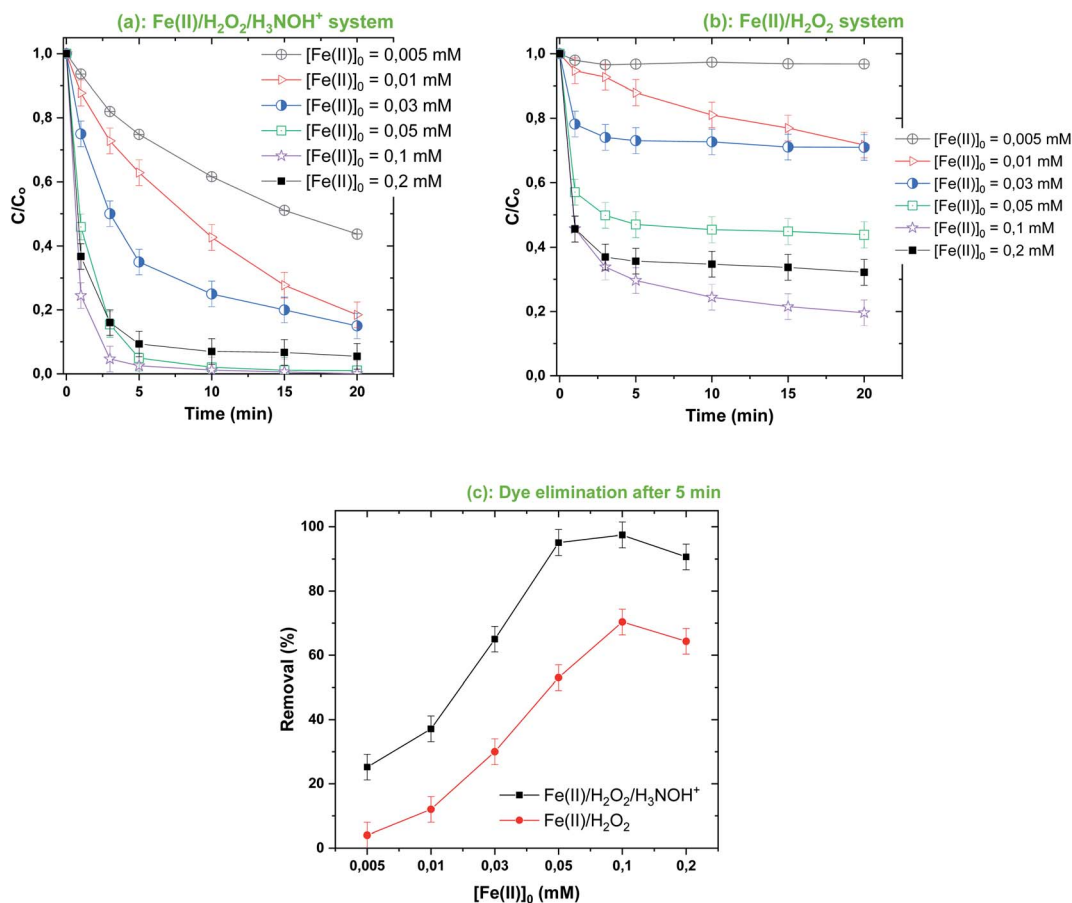 (a): Fe(II)/H₂O₂/H₃NOH⁺ system
1,0
0,8
0,6
0,4
0,2
0,0
C/Cₒ
0 5 10 15 20
Time (min)
[Fe(II)]₀ = 0,005 mM
[Fe(II)]₀ = 0,01 mM
[Fe(II)]₀ = 0,03 mM
[Fe(II)]₀ = 0,05 mM
[Fe(II)]₀ = 0,1 mM
[Fe(II)]₀ = 0,2 mM
(b): Fe(II)/H₂O₂ system
1,0
0,8
0,6
0,4
0,2
0,0
C/Cₒ
0 5 10 15 20
Time (min)
[Fe(II)]₀ = 0,005 mM
[Fe(II)]₀ = 0,01 mM
[Fe(II)]₀ = 0,03 mM
[Fe(II)]₀ = 0,05 mM
[Fe(II)]₀ = 0,1 mM
[Fe(II)]₀ = 0,2 mM
(c): Dye elimination after 5 min
100
80
60
40
20
0
Removal (%)
Fe(II)/H₂O₂/H₃NOH⁺
Fe(II)/H₂O₂
0,005 0,01 0,03 0,05 0,1 0,2
[Fe(II)]₀ (mM)